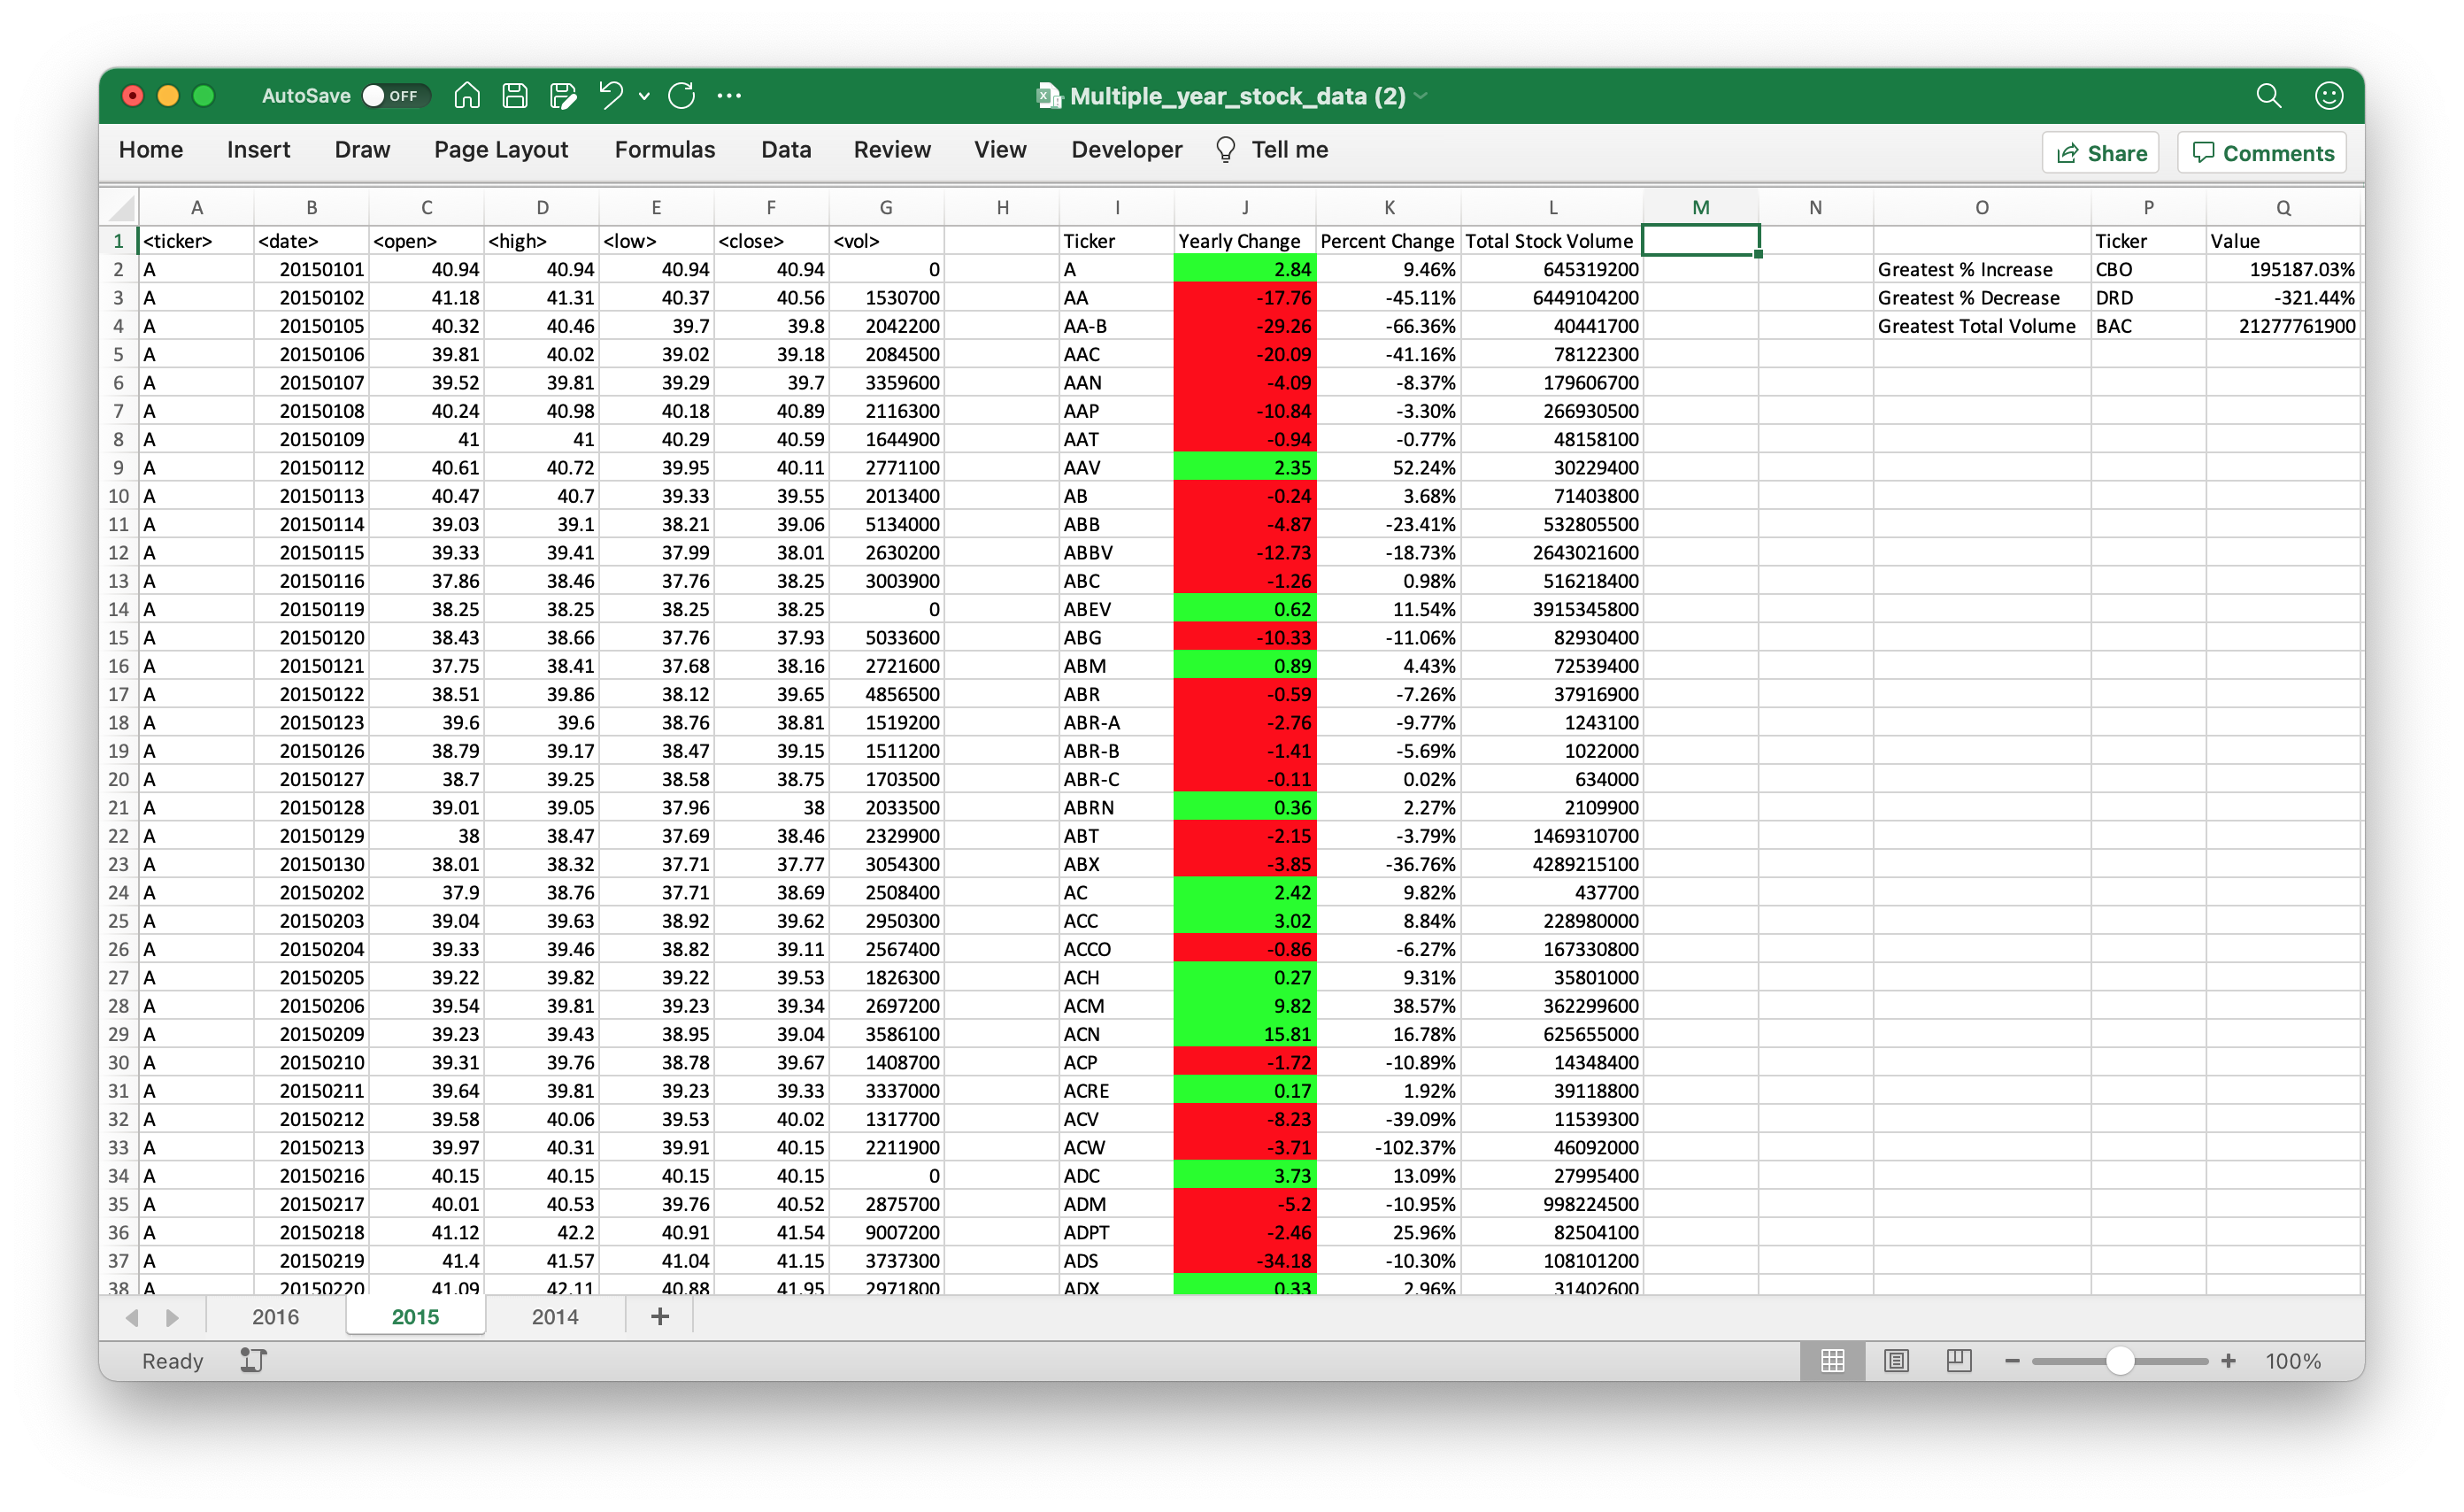 AutoSave OFF Multiple_year_stock_data (2)
Home Insert Draw Page Layout Formulas Data Review View Developer Tell me Share Comments
A B C D E F G H I J K L M N O P Q
1 <ticker> <date> <open> <high> <low> <close> <vol> Ticker Yearly Change Percent Change Total Stock Volume Ticker Value
2 A 20150101 40.94 40.94 40.94 40.94 0 A 2.84 9.46% 645319200 Greatest % Increase CBO 195187.03%
3 A 20150102 41.18 41.31 40.37 40.56 1530700 AA -17.76 -45.11% 6449104200 Greatest % Decrease DRD -321.44%
4 A 20150105 40.32 40.46 39.7 39.8 2042200 AA-B -29.26 -66.36% 40441700 Greatest Total Volume BAC 21277761900
5 A 20150106 39.81 40.02 39.02 39.18 2084500 AAC -20.09 -41.16% 78122300
6 A 20150107 39.52 39.81 39.29 39.7 3359600 AAN -4.09 -8.37% 179606700
7 A 20150108 40.24 40.98 40.18 40.89 2116300 AAP -10.84 -3.30% 266930500
8 A 20150109 41 41 40.29 40.59 1644900 AAT -0.94 -0.77% 48158100
9 A 20150112 40.61 40.72 39.95 40.11 2771100 AAV 2.35 52.24% 30229400
10 A 20150113 40.47 40.7 39.33 39.55 2013400 AB -0.24 3.68% 71403800
11 A 20150114 39.03 39.1 38.21 39.06 5134000 ABB -4.87 -23.41% 532805500
12 A 20150115 39.33 39.41 37.99 38.01 2630200 ABBV -12.73 -18.73% 2643021600
13 A 20150116 37.86 38.46 37.76 38.25 3003900 ABC -1.26 0.98% 516218400
14 A 20150119 38.25 38.25 38.25 38.25 0 ABEV 0.62 11.54% 3915345800
15 A 20150120 38.43 38.66 37.76 37.93 5033600 ABG -10.33 -11.06% 82930400
16 A 20150121 37.75 38.41 37.68 38.16 2721600 ABM 0.89 4.43% 72539400
17 A 20150122 38.51 39.86 38.12 39.65 4856500 ABR -0.59 -7.26% 37916900
18 A 20150123 39.6 39.6 38.76 38.81 1519200 ABR-A -2.76 -9.77% 1243100
19 A 20150126 38.79 39.17 38.47 39.15 1511200 ABR-B -1.41 -5.69% 1022000
20 A 20150127 38.7 39.25 38.58 38.75 1703500 ABR-C -0.11 0.02% 634000
21 A 20150128 39.01 39.05 37.96 38 2033500 ABRN 0.36 2.27% 2109900
22 A 20150129 38 38.47 37.69 38.46 2329900 ABT -2.15 -3.79% 1469310700
23 A 20150130 38.01 38.32 37.71 37.77 3054300 ABX -3.85 -36.76% 4289215100
24 A 20150202 37.9 38.76 37.71 38.69 2508400 AC 2.42 9.82% 437700
25 A 20150203 39.04 39.63 38.92 39.62 2950300 ACC 3.02 8.84% 228980000
26 A 20150204 39.33 39.46 38.82 39.11 2567400 ACCO -0.86 -6.27% 167330800
27 A 20150205 39.22 39.82 39.22 39.53 1826300 ACH 0.27 9.31% 35801000
28 A 20150206 39.54 39.81 39.23 39.34 2697200 ACM 9.82 38.57% 362299600
29 A 20150209 39.23 39.43 38.95 39.04 3586100 ACN 15.81 16.78% 625655000
30 A 20150210 39.31 39.76 38.78 39.67 1408700 ACP -1.72 -10.89% 14348400
31 A 20150211 39.64 39.81 39.23 39.33 3337000 ACRE 0.17 1.92% 39118800
32 A 20150212 39.58 40.06 39.53 40.02 1317700 ACV -8.23 -39.09% 11539300
33 A 20150213 39.97 40.31 39.91 40.15 2211900 ACW -3.71 -102.37% 46092000
34 A 20150216 40.15 40.15 40.15 40.15 0 ADC 3.73 13.09% 27995400
35 A 20150217 40.01 40.53 39.76 40.52 2875700 ADM -5.2 -10.95% 998224500
36 A 20150218 41.12 42.2 40.91 41.54 9007200 ADPT -2.46 25.96% 82504100
37 A 20150219 41.4 41.57 41.04 41.15 3737300 ADS -34.18 -10.30% 108101200
38 A 20150220 41.09 42.11 40.88 41.95 2971800 ADX 0.33 2.96% 31402600
2016 2015 2014
Ready 100%